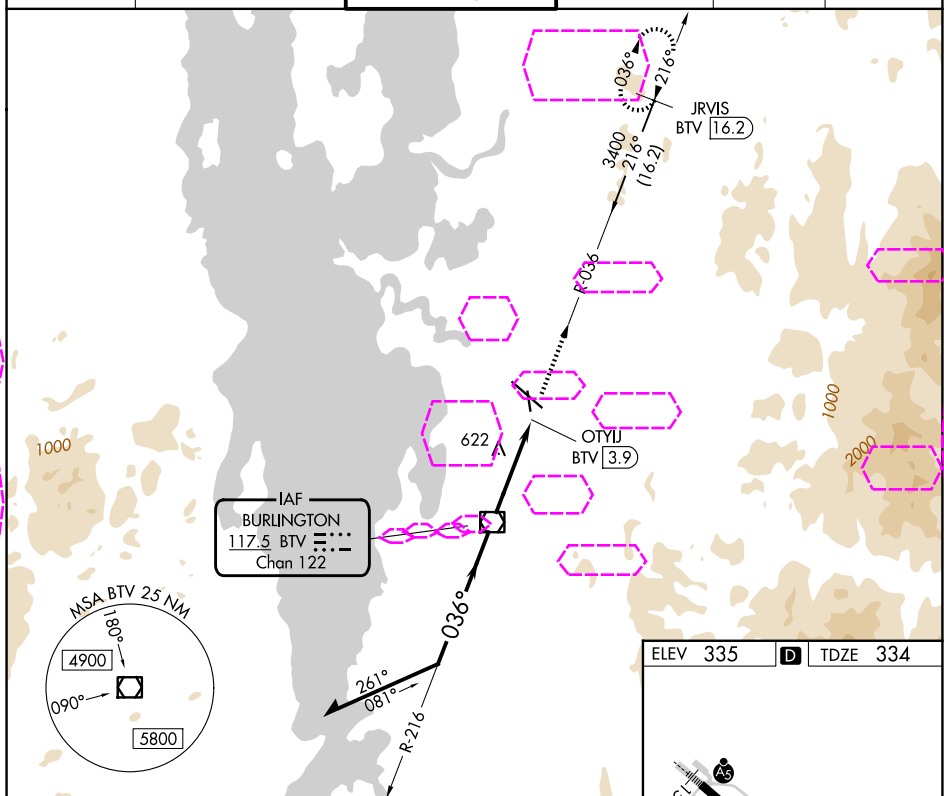 036°
216°
JRVIS
BTV 16.2
3400
216°
(16.2)
R-036
1000
622
OTYIJ
BTV 3.9
1000
2000
IAF
BURLINGTON
117.5 BTV
Chan 122
036°
MSA BTV 25 NM
180°
4900
090°
5800
261°
081°
R-216
ELEV 335 D TDZE 334
A5